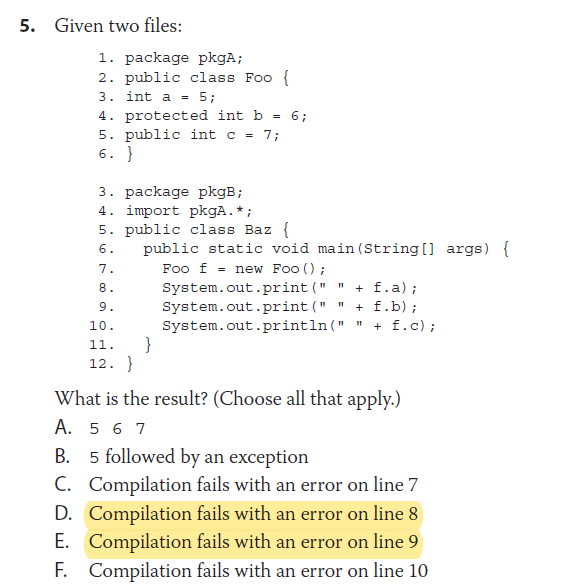 5. Given two files:
1. package pkgA;
2. public class Foo {
3. int a = 5;
4. protected int b = 6;
5. public int c = 7;
6. }
3. package pkgB;
4. import pkgA.*;
5. public class Baz {
6. public static void main(String[] args) {
7. Foo f = new Foo();
8. System.out.print(" " + f.a);
9. System.out.print(" " + f.b);
10. System.out.println(" " + f.c);
11. }
12. }
What is the result? (Choose all that apply.)
A. 5 6 7
B. 5 followed by an exception
C. Compilation fails with an error on line 7
D. Compilation fails with an error on line 8
E. Compilation fails with an error on line 9
F. Compilation fails with an error on line 10